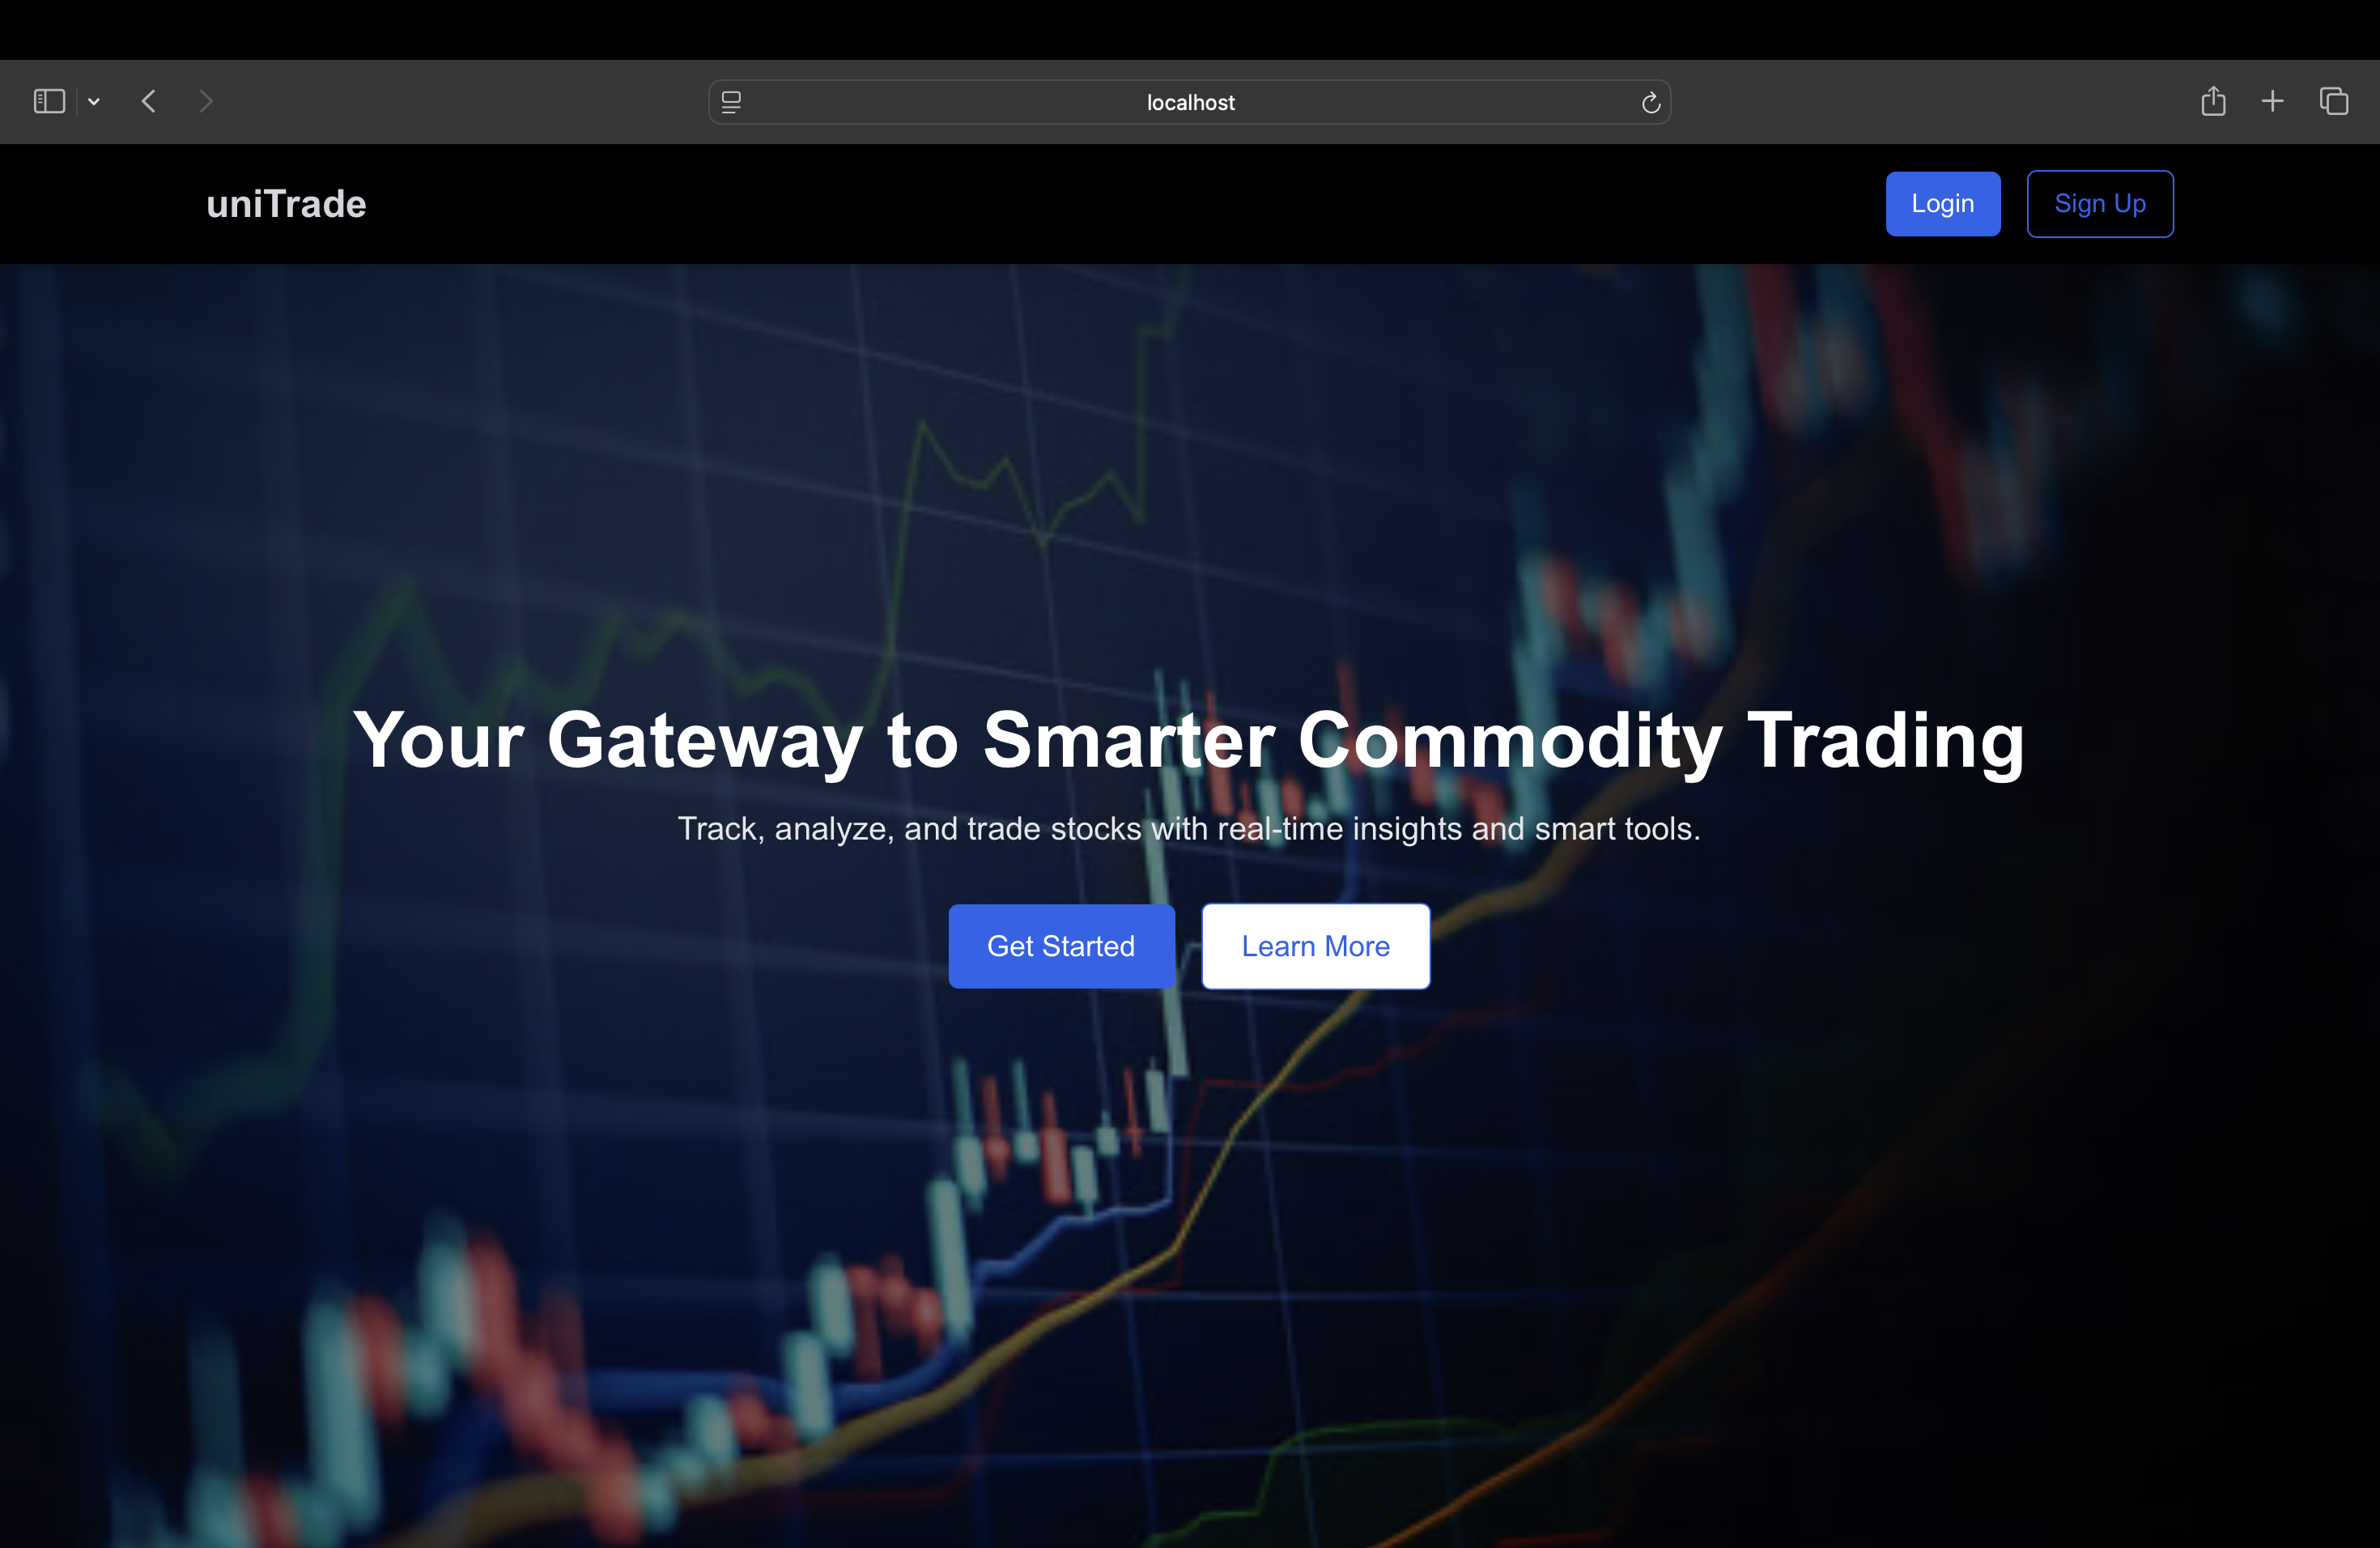 localhost
uniTrade
Login
Sign Up
Your Gateway to Smarter Commodity Trading
Track, analyze, and trade stocks with real-time insights and smart tools.
Get Started
Learn More